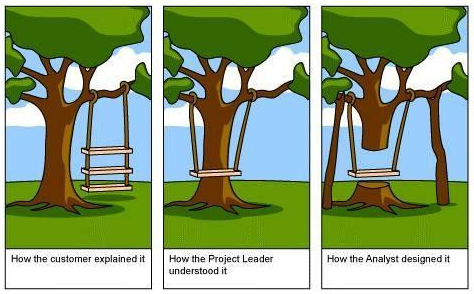 How the customer explained it
How the Project Leader
understood it
How the Analyst designed it